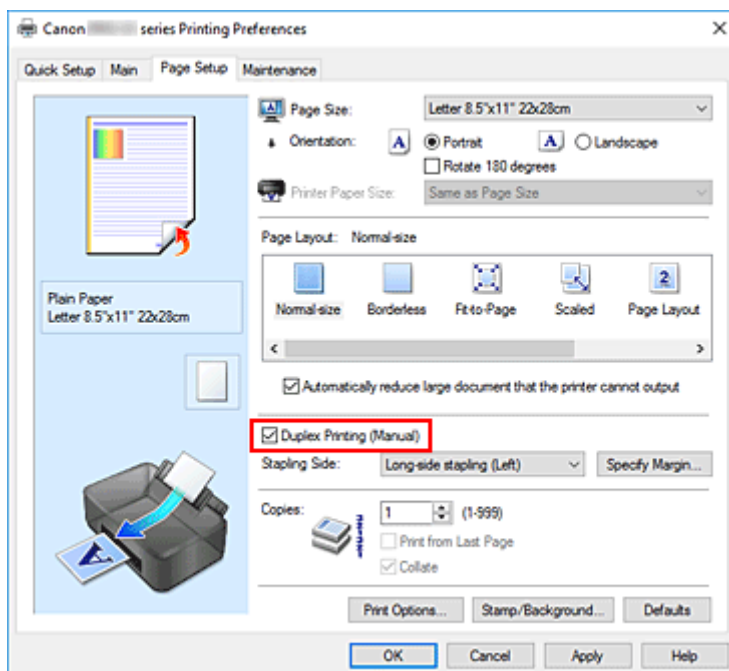 Canon series Printing Preferences
Quick Setup Main Page Setup Maintenance
Page Size: Letter 8.5"x11" 22x28cm
Orientation: A Portrait A Landscape
Rotate 180 degrees
Printer Paper Size: Same as Page Size
Page Layout: Normal-size
Normal-size Borderless Fit-to-Page Scaled Page Layout
Plain Paper
Letter 8.5"x11" 22x28cm
Automatically reduce large document that the printer cannot output
Duplex Printing (Manual)
Stapling Side: Long-side stapling (Left) Specify Margin...
Copies: 1 (1-999)
Print from Last Page
Collate
Print Options... Stamp/Background... Defaults
OK Cancel Apply Help